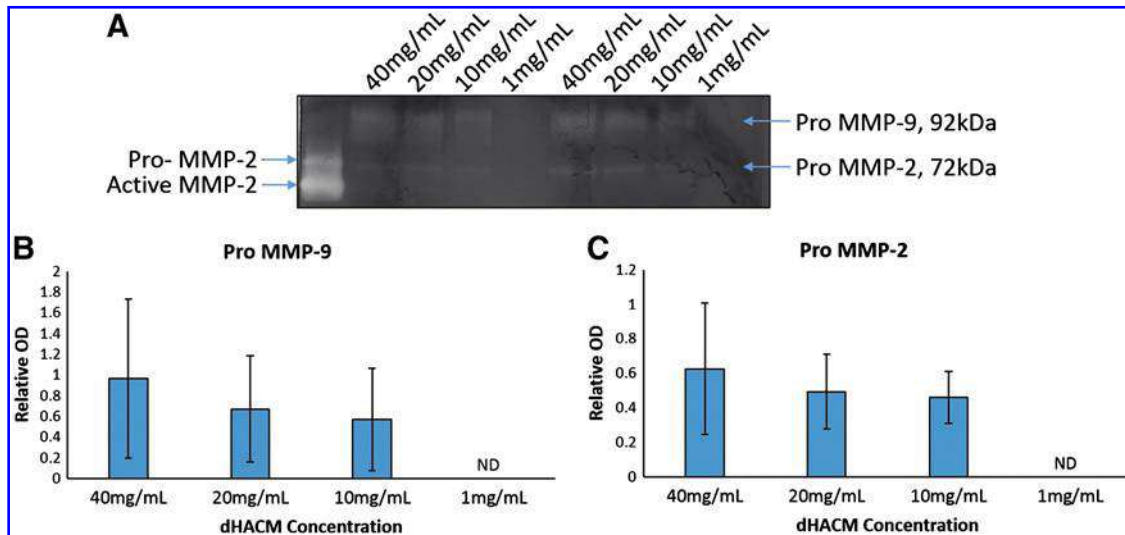 A
40mg/mL
20mg/mL
10mg/mL
1mg/mL
40mg/mL
20mg/mL
10mg/mL
1mg/mL
Pro MMP-9, 92kDa
Pro- MMP-2
Pro MMP-2, 72kDa
Active MMP-2
B
Pro MMP-9
2
1.8
1.6
1.4
1.2
1
0.8
0.6
0.4
0.2
0
Relative OD
ND
40mg/mL 20mg/mL 10mg/mL 1mg/mL
dHACM Concentration
C
Pro MMP-2
1.2
1
0.8
0.6
0.4
0.2
0
Relative OD
ND
40mg/mL 20mg/mL 10mg/mL 1mg/mL
dHACM Concentration